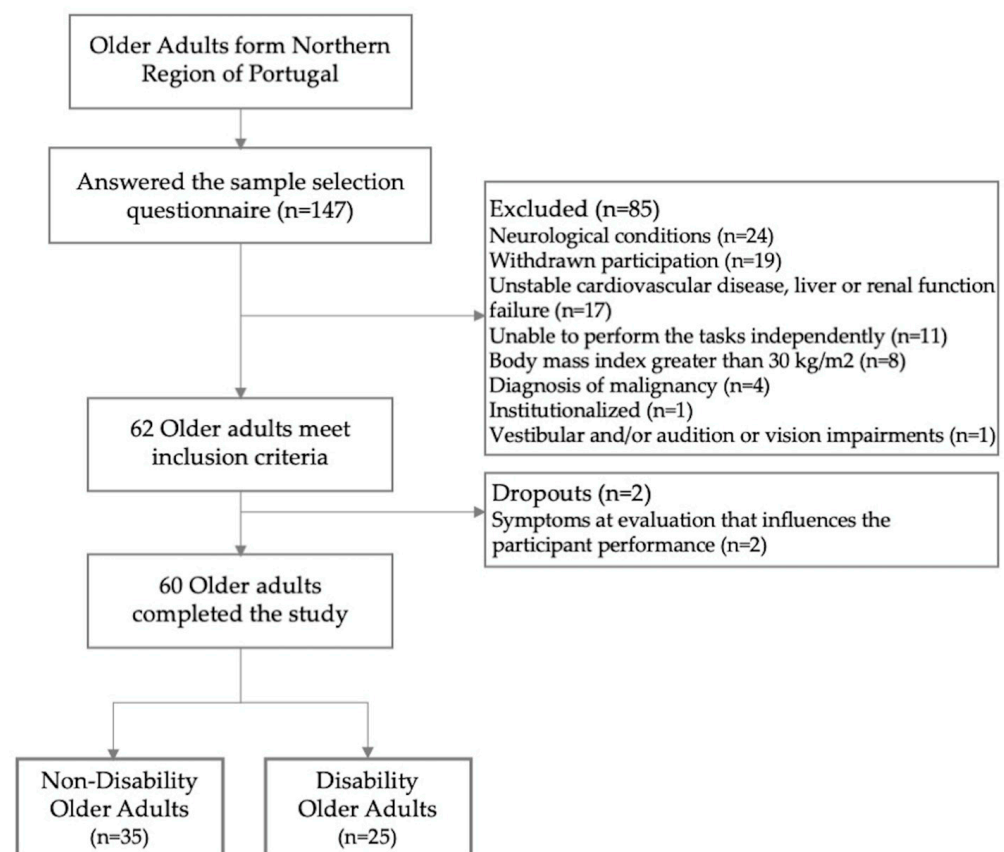 Older Adults form Northern
Region of Portugal
Answered the sample selection
questionnaire (n=147)
Excluded (n=85)
Neurological conditions (n=24)
Withdrawn participation (n=19)
Unstable cardiovascular disease, liver or renal function
failure (n=17)
Unable to perform the tasks independently (n=11)
Body mass index greater than 30 kg/m2 (n=8)
Diagnosis of malignancy (n=4)
Institutionalized (n=1)
Vestibular and/or audition or vision impairments (n=1)
62 Older adults meet
inclusion criteria
Dropouts (n=2)
Symptoms at evaluation that influences the
participant performance (n=2)
60 Older adults
completed the study
Non-Disability
Older Adults
(n=35)
Disability
Older Adults
(n=25)